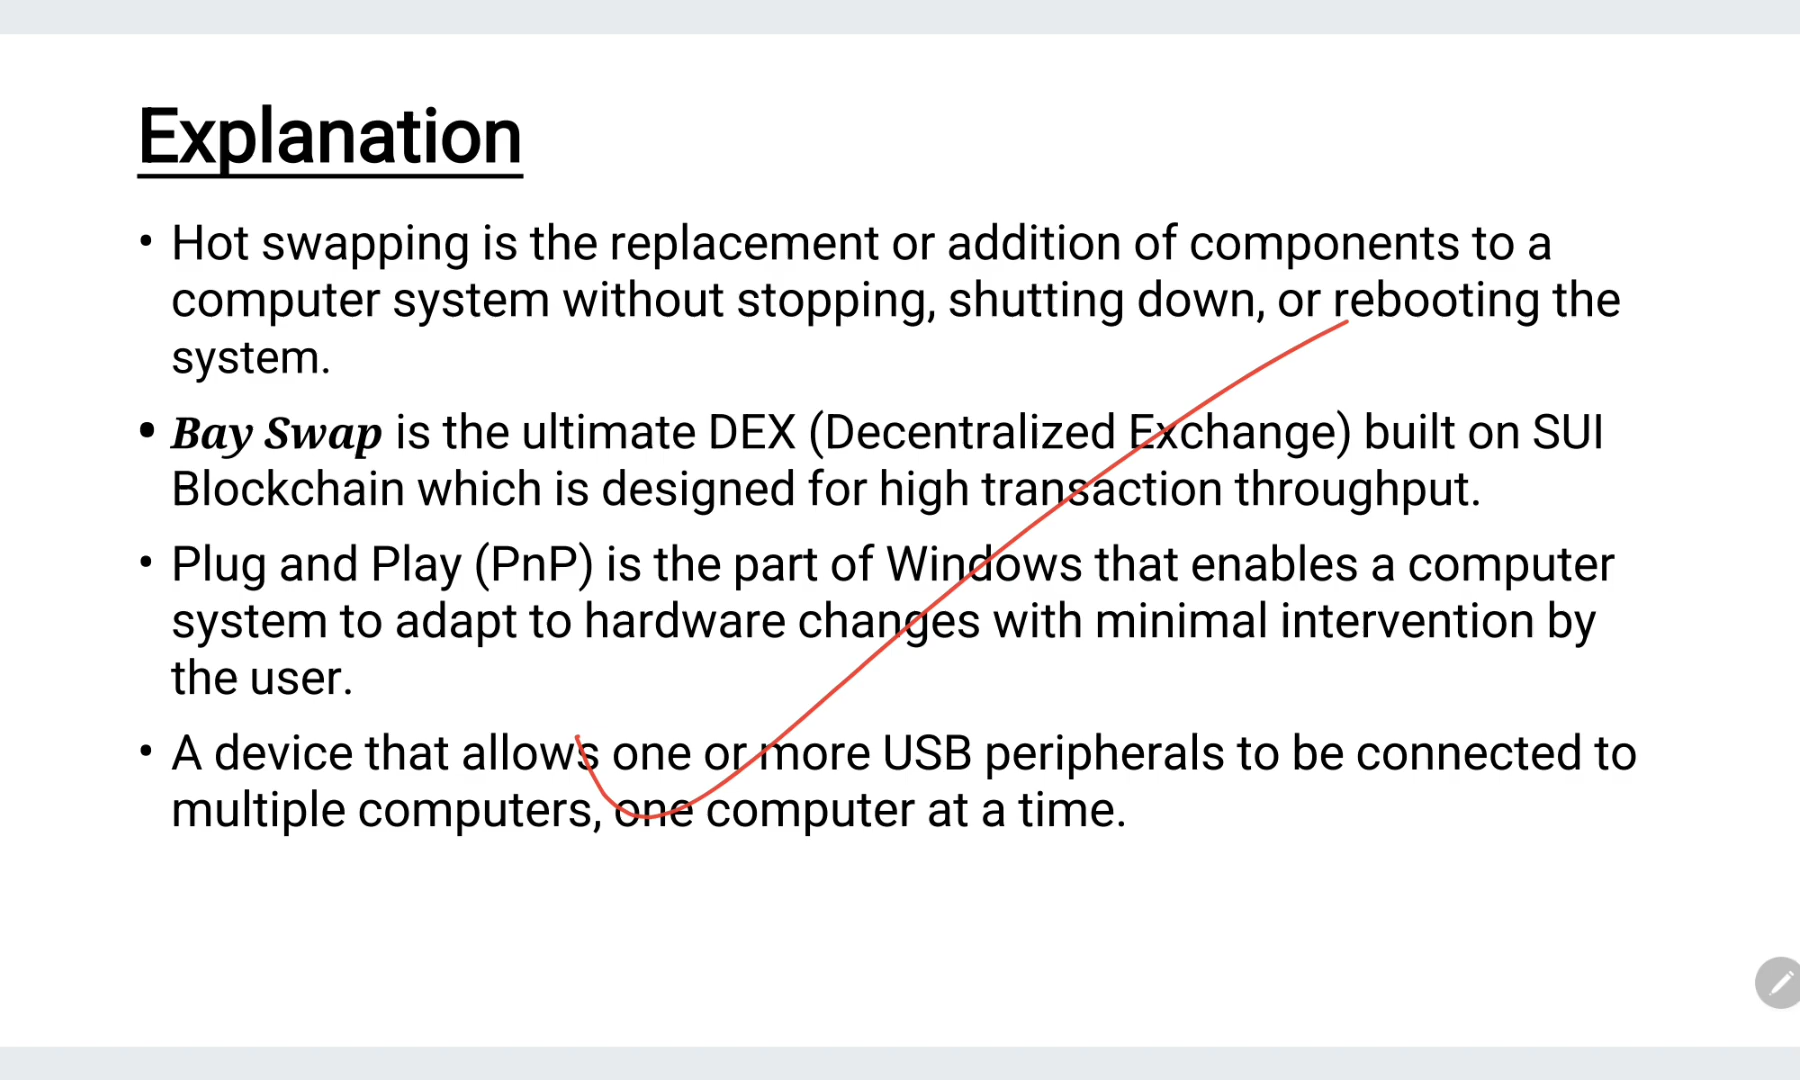 Explanation
• Hot swapping is the replacement or addition of components to a
computer system without stopping, shutting down, or rebooting the
system.
• Bay Swap is the ultimate DEX (Decentralized Exchange) built on SUI
Blockchain which is designed for high transaction throughput.
• Plug and Play (PnP) is the part of Windows that enables a computer
system to adapt to hardware changes with minimal intervention by
the user.
• A device that allows one or more USB peripherals to be connected to
multiple computers, one computer at a time.